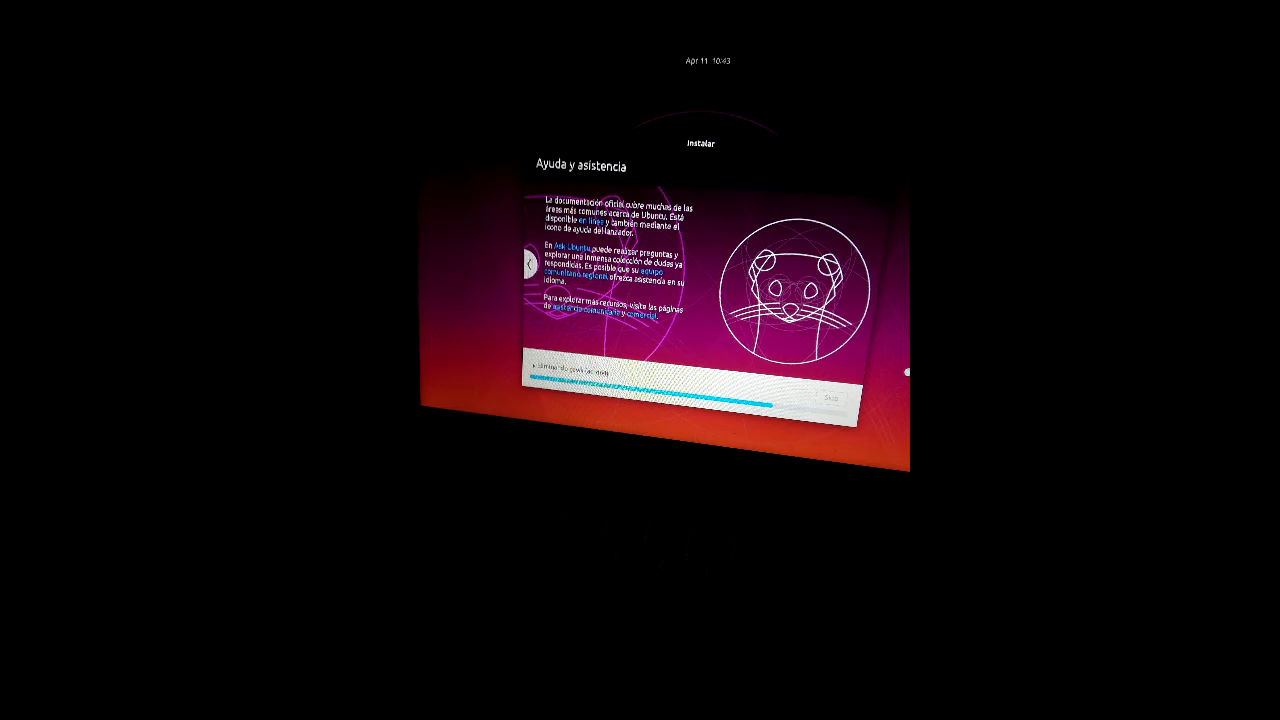 Apr 11 10:43
Instalar
Ayuda y asistencia
La documentación oficial cubre muchas de las
áreas más comunes acerca de Ubuntu. Está
disponible en línea y también mediante el
icono de ayuda del lanzador.
En Ask Ubuntu puede realizar preguntas y
explorar una inmensa colección de dudas ya
respondidas. Es posible que su equipo
comunitario regional ofrezca asistencia en su
idioma.
Para explorar más recursos, visite las páginas
de asistencia comunitaria y comercial.
Skip